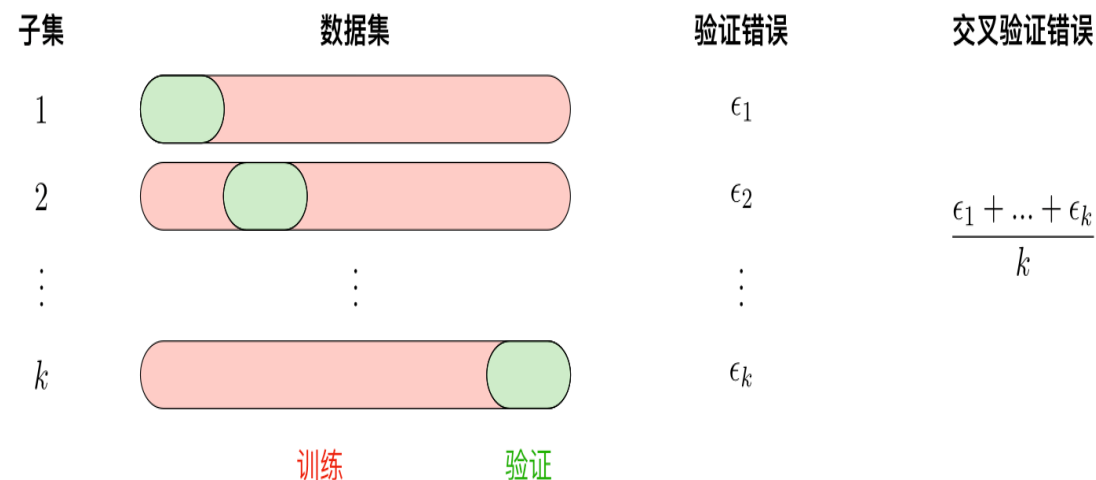 子集 数据集 验证错误 交叉验证错误
1 ϵ₁
2 ϵ₂
⋮ ⋮ ⋮
k ϵₖ
ϵ₁ + ... + ϵₖ
k
训练 验证